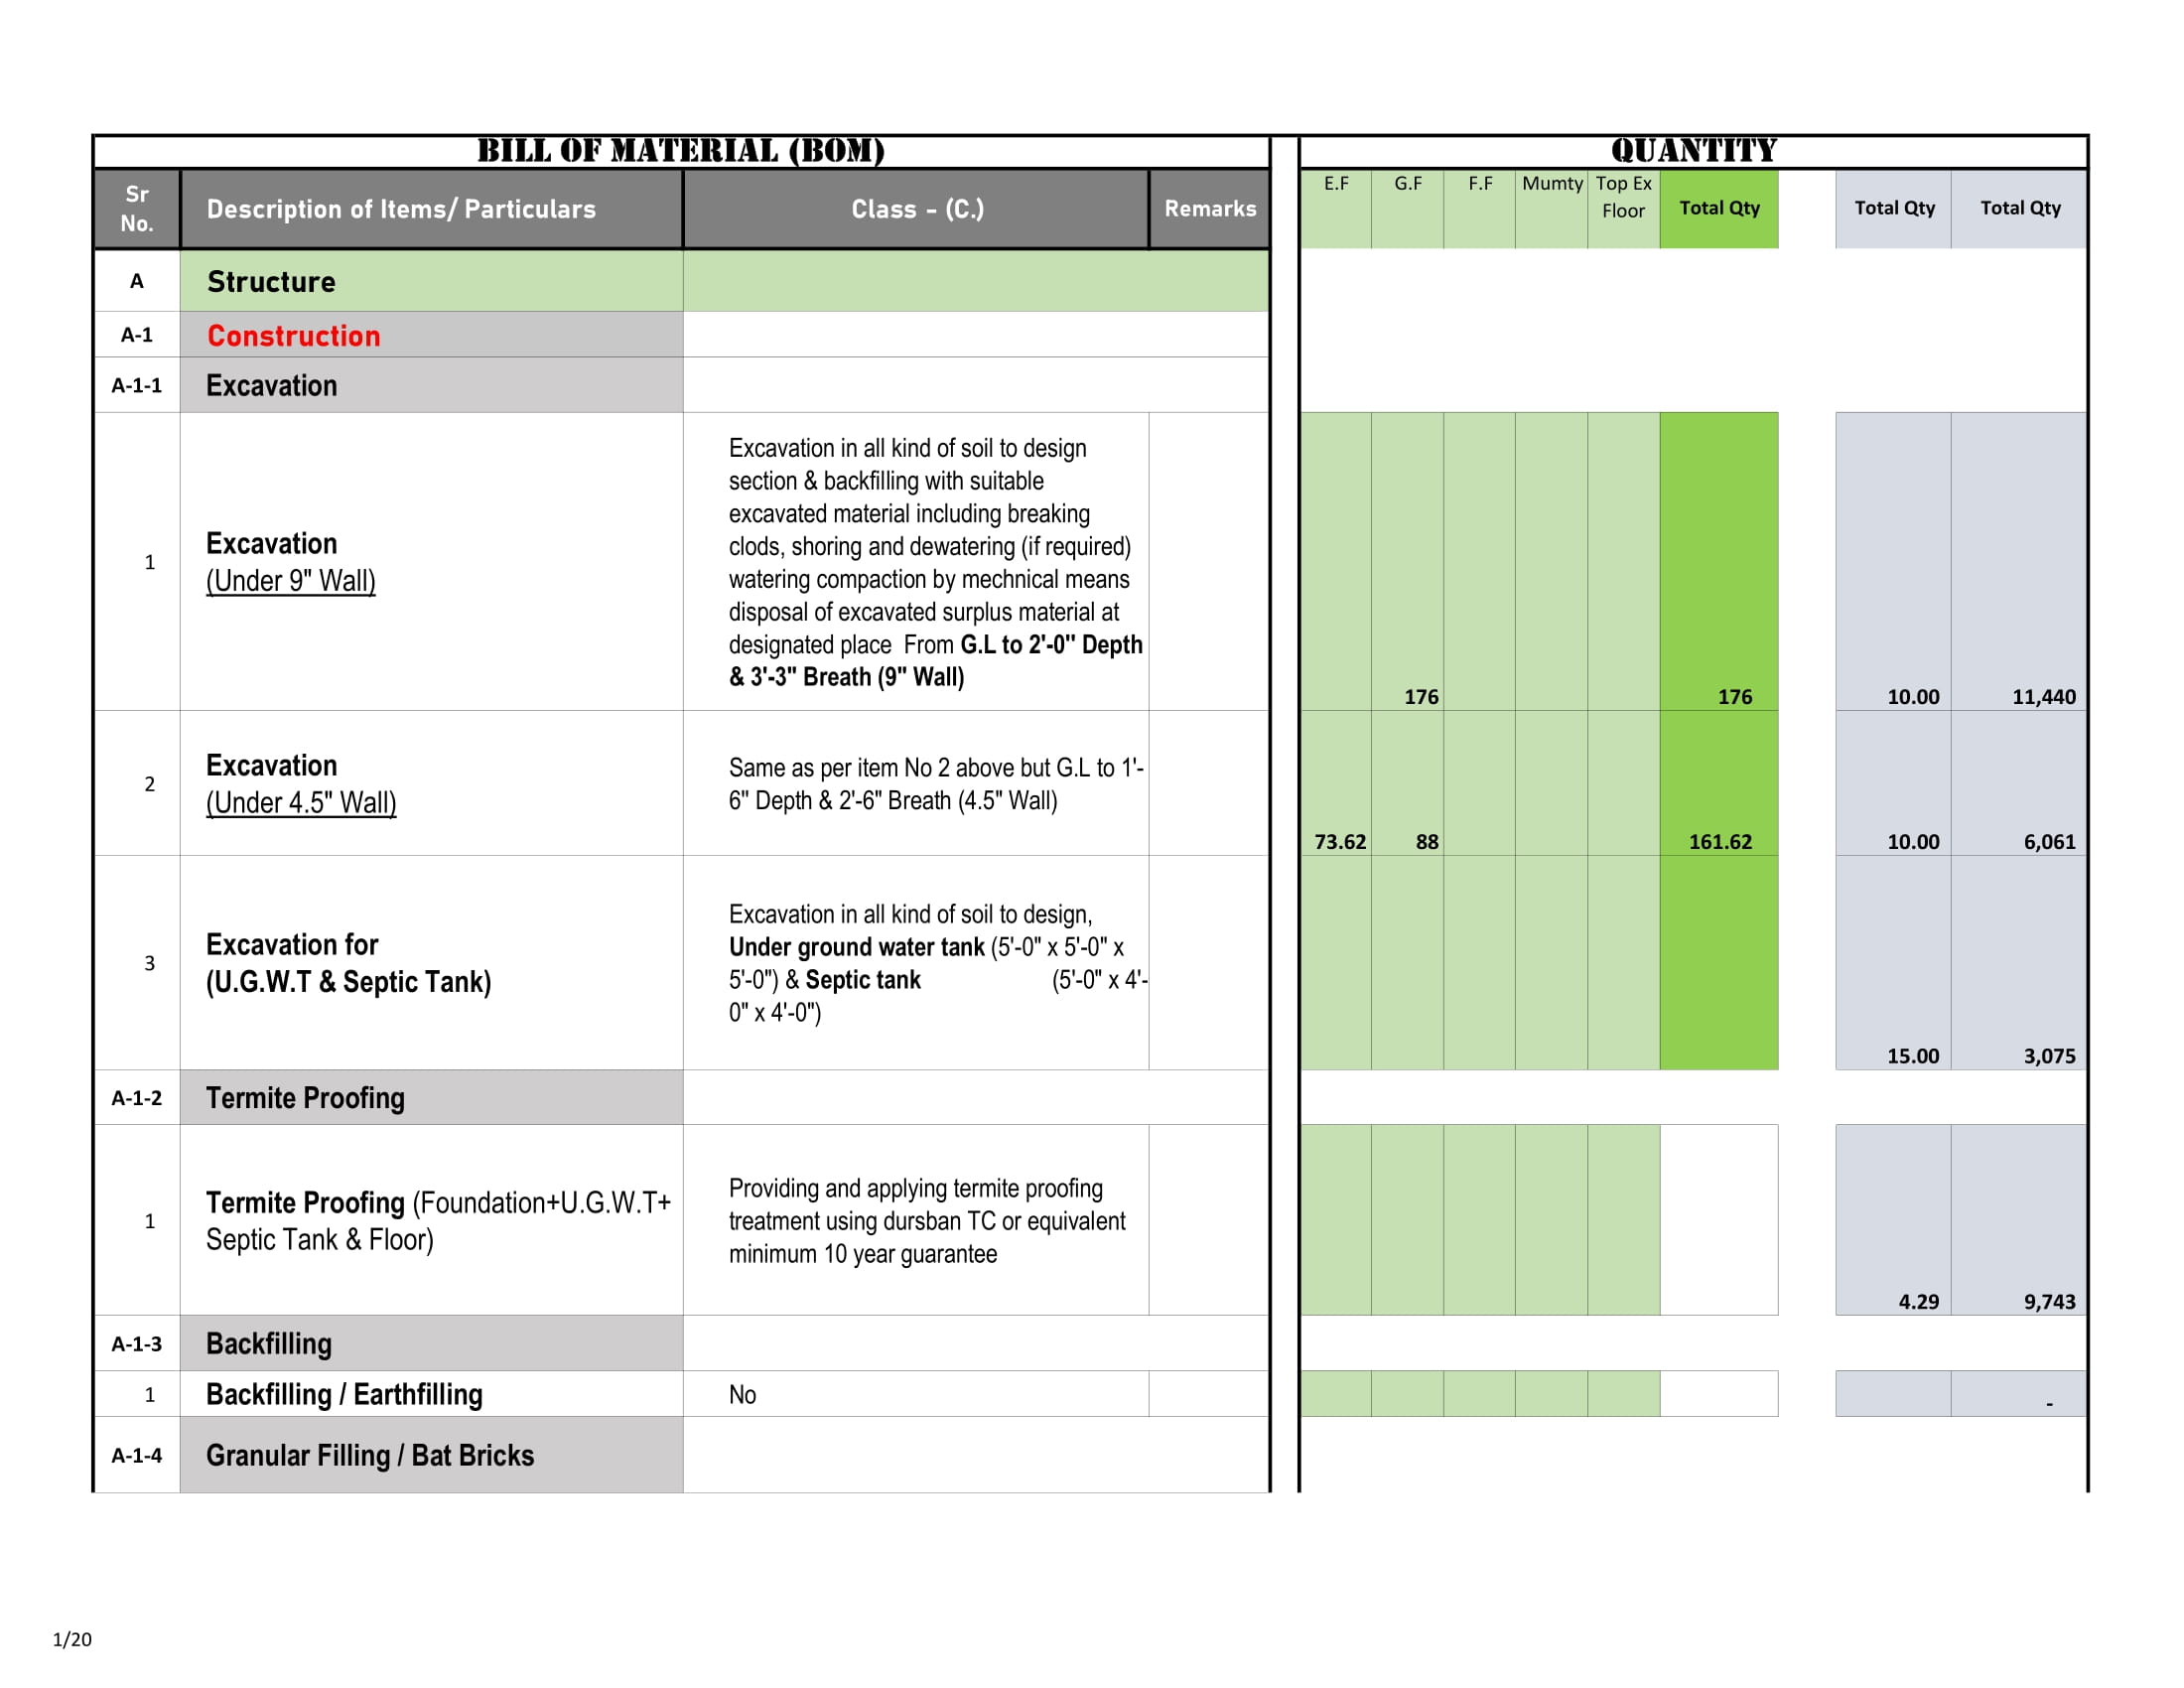 BILL OF MATERIAL (BOM)
QUANTITY
Sr No.
Description of Items/ Particulars
Class - (C.)
Remarks
E.F
G.F
F.F
Mumty
Top Ex
Floor
Total Qty
Total Qty
Total Qty
A
Structure
A-1
Construction
A-1-1
Excavation
1
Excavation
(Under 9" Wall)
Excavation in all kind of soil to design
section & backfilling with suitable
excavated material including breaking
clods, shoring and dewatering (if required)
watering compaction by mechnical means
disposal of excavated surplus material at
designated place  From G.L to 2'-0" Depth
& 3'-3" Breath (9" Wall)
176
176
10.00
11,440
2
Excavation
(Under 4.5" Wall)
Same as per item No 2 above but G.L to 1'-
6" Depth & 2'-6" Breath (4.5" Wall)
73.62
88
161.62
10.00
6,061
3
Excavation for
(U.G.W.T & Septic Tank)
Excavation in all kind of soil to design,
Under ground water tank (5'-0" x 5'-0" x
5'-0") & Septic tank (5'-0" x 4'-
0" x 4'-0")
15.00
3,075
A-1-2
Termite Proofing
1
Termite Proofing (Foundation+U.G.W.T+
Septic Tank & Floor)
Providing and applying termite proofing
treatment using dursban TC or equivalent
minimum 10 year guarantee
4.29
9,743
A-1-3
Backfilling
1
Backfilling / Earthfilling
No
-
A-1-4
Granular Filling / Bat Bricks
1/20